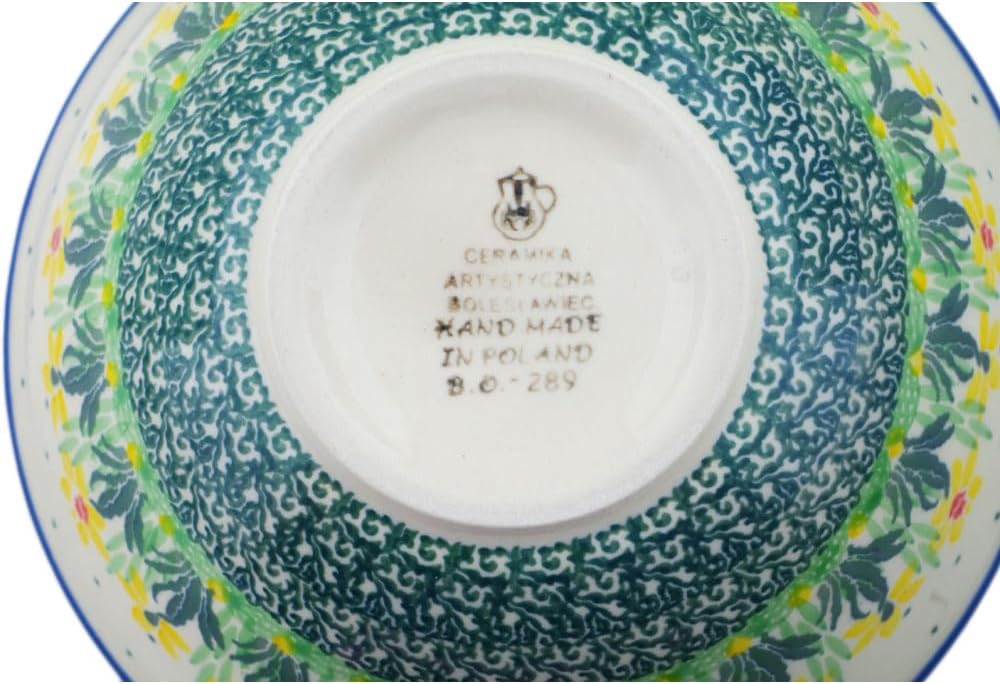 CERAMIKA
ARTYSTYCZNA
BOLESŁAWIEC
HAND MADE
IN POLAND
B.O.-289